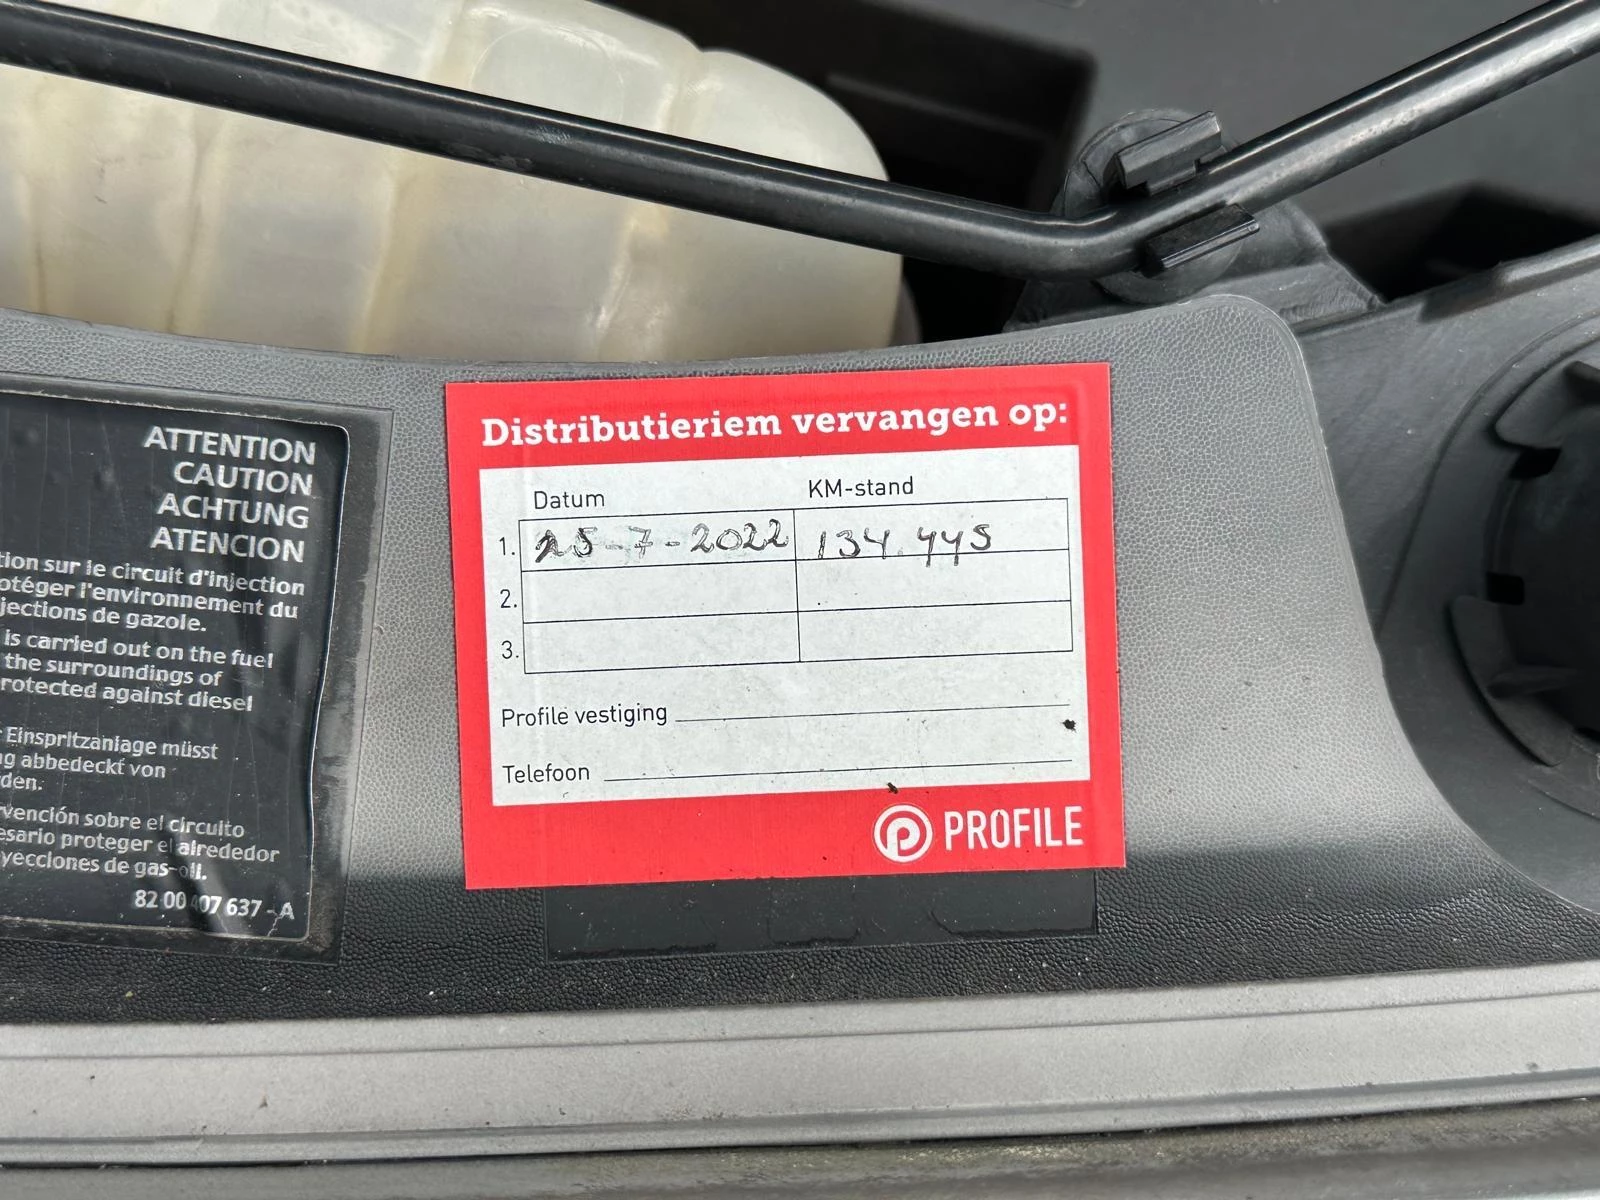 ATTENTION
CAUTION
ACHTUNG
ATENCION
tion sur le circuit d'injection
otéger l'environnement du
jections de gazole.
is carried out on the fuel
the surroundings of
rotected against diesel
Einspritzanlage müsst
g abbedeckt von
den.
rvención sobre el circuito
esario proteger el alrededor
yecciones de gas-oil.
82 00 407 637 - A
Distributieriem vervangen op:
Datum KM-stand
1. 25-7-2022 134.445
2.
3.
Profile vestiging
Telefoon
PROFILE